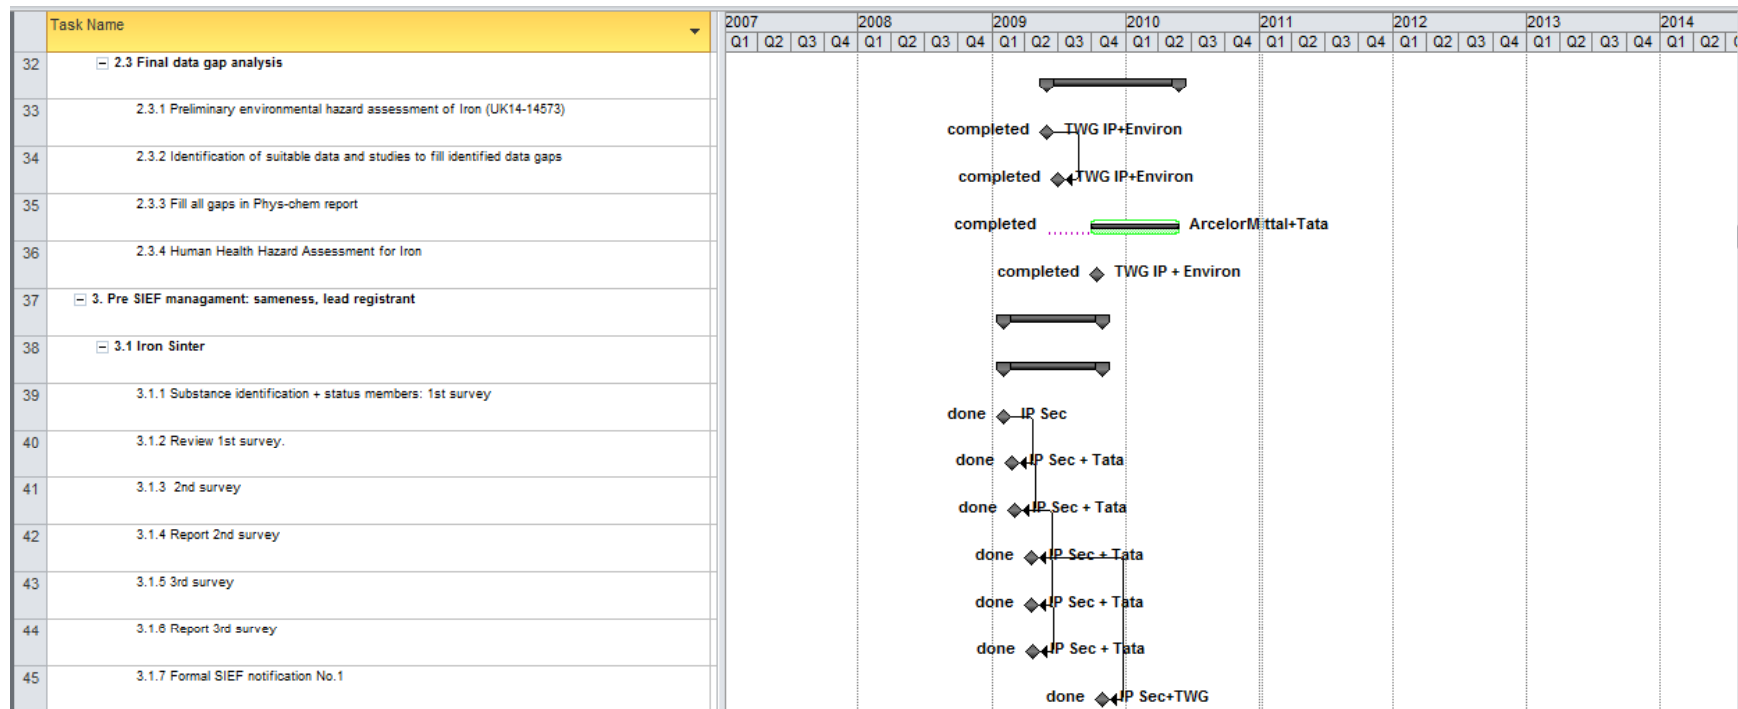 Task Name
2007 2008 2009 2010 2011 2012 2013 2014
Q1 Q2 Q3 Q4 Q1 Q2 Q3 Q4 Q1 Q2 Q3 Q4 Q1 Q2 Q3 Q4 Q1 Q2 Q3 Q4 Q1 Q2 Q3 Q4 Q1 Q2 Q3 Q4 Q1 Q2
32 2.3 Final data gap analysis
33 2.3.1 Preliminary environmental hazard assessment of Iron (UK14-14573)
completed TWG IP+Environ
34 2.3.2 Identification of suitable data and studies to fill identified data gaps
completed TWG IP+Environ
35 2.3.3 Fill all gaps in Phys-chem report
completed ArcelorMittal+Tata
36 2.3.4 Human Health Hazard Assessment for Iron
completed TWG IP + Environ
37 3. Pre SIEF managament: sameness, lead registrant
38 3.1 Iron Sinter
39 3.1.1 Substance identification + status members: 1st survey
done IP Sec
40 3.1.2 Review 1st survey.
done IP Sec + Tata
41 3.1.3 2nd survey
done IP Sec + Tata
42 3.1.4 Report 2nd survey
done IP Sec + Tata
43 3.1.5 3rd survey
done IP Sec + Tata
44 3.1.6 Report 3rd survey
done IP Sec + Tata
45 3.1.7 Formal SIEF notification No.1
done IP Sec+TWG